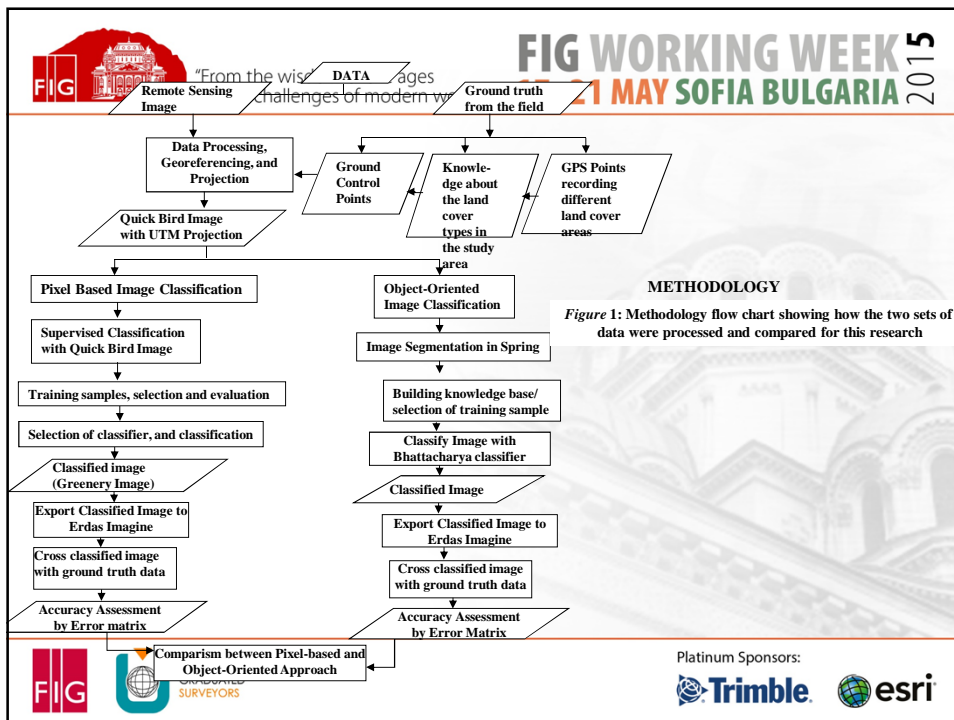 FIG
FIG WORKING WEEK 2015
"From the ages
challenges of modern
21 MAY SOFIA BULGARIA
DATA
Remote Sensing
Image
Ground truth
from the field
Data Processing,
Georeferencing, and
Projection
Ground
Control
Points
Knowle-
dge about
the land
cover
types in
the study
area
GPS Points
recording
different
land cover
areas
Quick Bird Image
with UTM Projection
Pixel Based Image Classification
Supervised Classification
with Quick Bird Image
Training samples, selection and evaluation
Selection of classifier, and classification
Classified image
(Greenery Image)
Export Classified Image to
Erdas Imagine
Cross classified image
with ground truth data
Accuracy Assessment
by Error matrix
Object-Oriented
Image Classification
Image Segmentation in Spring
Building knowledge base/
selection of training sample
Classify Image with
Bhattacharya classifier
Classified Image
Export Classified Image to
Erdas Imagine
Cross classified image
with ground truth data
Accuracy Assessment
by Error Matrix
Comparism between Pixel-based and
Object-Oriented Approach
METHODOLOGY
Figure 1: Methodology flow chart showing how the two sets of
data were processed and compared for this research
FIG
GRADUATED
SURVEYORS
Platinum Sponsors:
Trimble.
esri